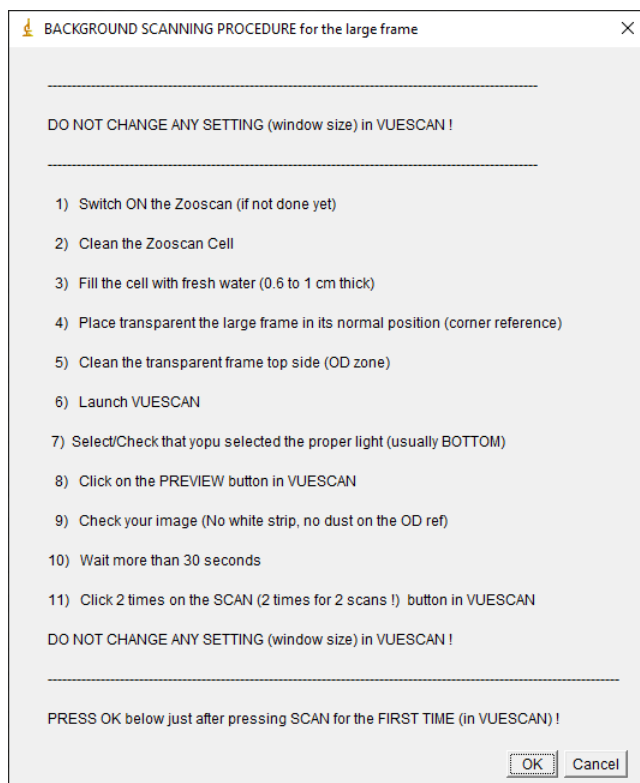 BACKGROUND SCANNING PROCEDURE for the large frame
---------------------------------------------------------------------------------------------------------
DO NOT CHANGE ANY SETTING (window size) in VUESCAN !
---------------------------------------------------------------------------------------------------------
1) Switch ON the Zooscan (if not done yet)
2) Clean the Zooscan Cell
3) Fill the cell with fresh water (0.6 to 1 cm thick)
4) Place transparent the large frame in its normal position (corner reference)
5) Clean the transparent frame top side (OD zone)
6) Launch VUESCAN
7) Select/Check that yopu selected the proper light (usually BOTTOM)
8) Click on the PREVIEW button in VUESCAN
9) Check your image (No white strip, no dust on the OD ref)
10) Wait more than 30 seconds
11) Click 2 times on the SCAN (2 times for 2 scans !) button in VUESCAN
DO NOT CHANGE ANY SETTING (window size) in VUESCAN !
---------------------------------------------------------------------------------------------------------------------------
PRESS OK below just after pressing SCAN for the FIRST TIME (in VUESCAN) !
OK Cancel